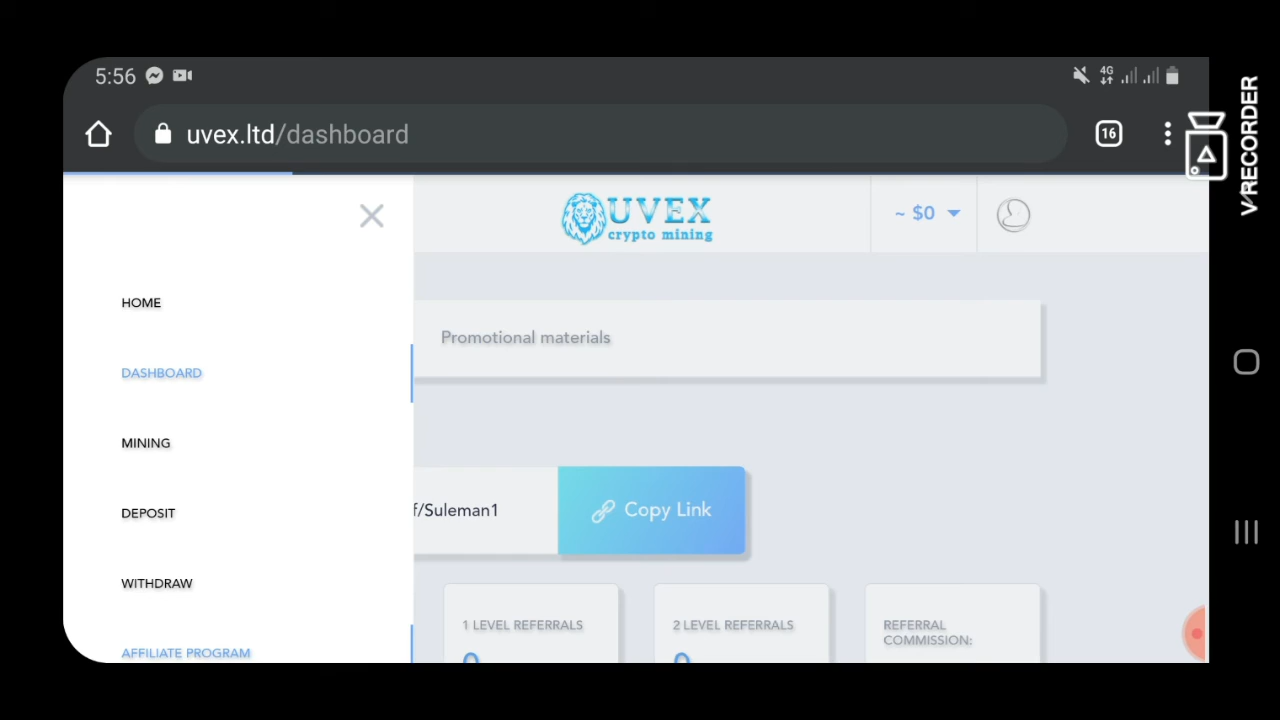 5:56
4G
uvex.ltd/dashboard
16
VRECORDER
UVEX
crypto mining
~ $0
HOME
Promotional materials
DASHBOARD
MINING
f/Suleman1
Copy Link
DEPOSIT
WITHDRAW
1 LEVEL REFERRALS
2 LEVEL REFERRALS
REFERRAL
COMMISSION:
AFFILIATE PROGRAM